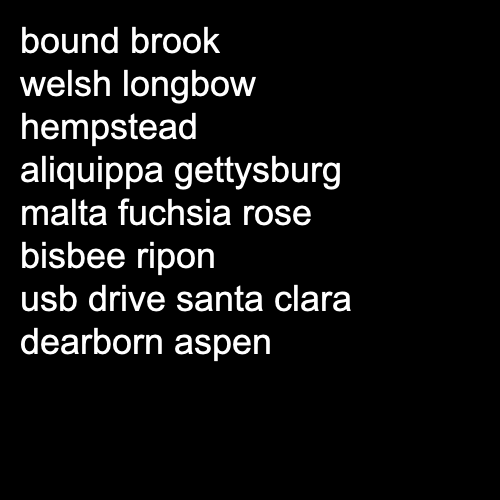 bound brook
welsh longbow
hempstead
aliquippa gettysburg
malta fuchsia rose
bisbee ripon
usb drive santa clara
dearborn aspen